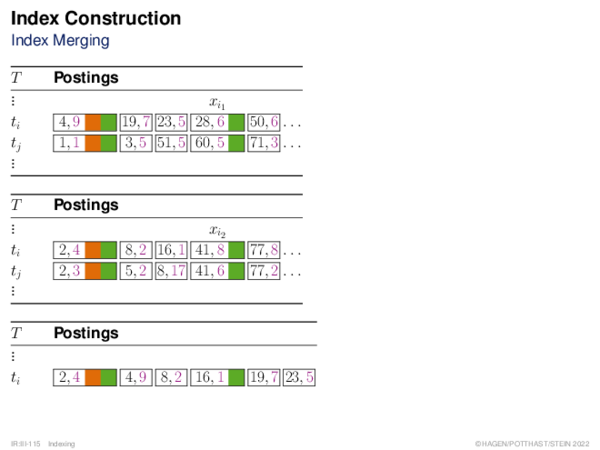 Index Construction
Index Merging
T Postings
⋮ x_{i_1}
t_i 4, 9 19, 7 23, 5 28, 6 50, 6 ...
t_j 1, 1 3, 5 51, 5 60, 5 71, 3 ...
⋮
T Postings
⋮ x_{i_2}
t_i 2, 4 8, 2 16, 1 41, 8 77, 8 ...
t_j 2, 3 5, 2 8, 17 41, 6 77, 2 ...
⋮
T Postings
⋮
t_i 2, 4 4, 9 8, 2 16, 1 19, 7 23, 5
IR:III-115 Indexing © HAGEN/POTTHAST/STEIN 2022